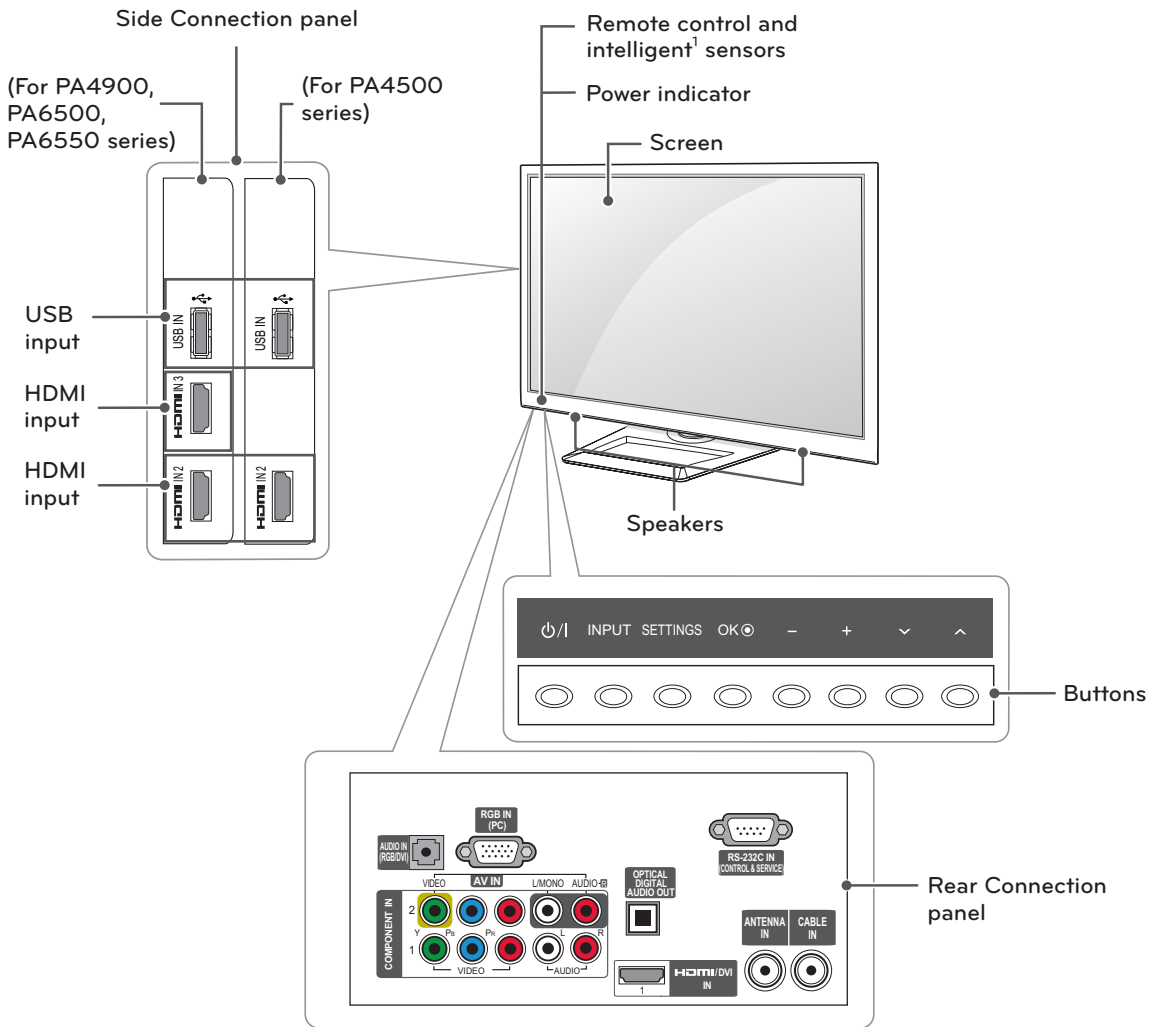 Side Connection panel
(For PA4900,
PA6500,
PA6550 series)
(For PA4500
series)
Remote control and
intelligent¹ sensors
Power indicator
Screen
USB
input
USB IN
USB IN
HDMI
input
HDMI IN 3
HDMI
input
HDMI IN 2
HDMI IN 2
Speakers
⏻/I INPUT SETTINGS OK⦿ – + ⌄ ⌃
Buttons
RGB IN
(PC)
AUDIO IN
(RGB/DVI)
RS-232C IN
(CONTROL & SERVICE)
VIDEO AV IN L/MONO AUDIO-R
COMPONENT IN
2
Y PB PR L R
1
VIDEO AUDIO
OPTICAL
DIGITAL
AUDIO OUT
ANTENNA
IN
CABLE
IN
1
HDMI/DVI
IN
Rear Connection
panel